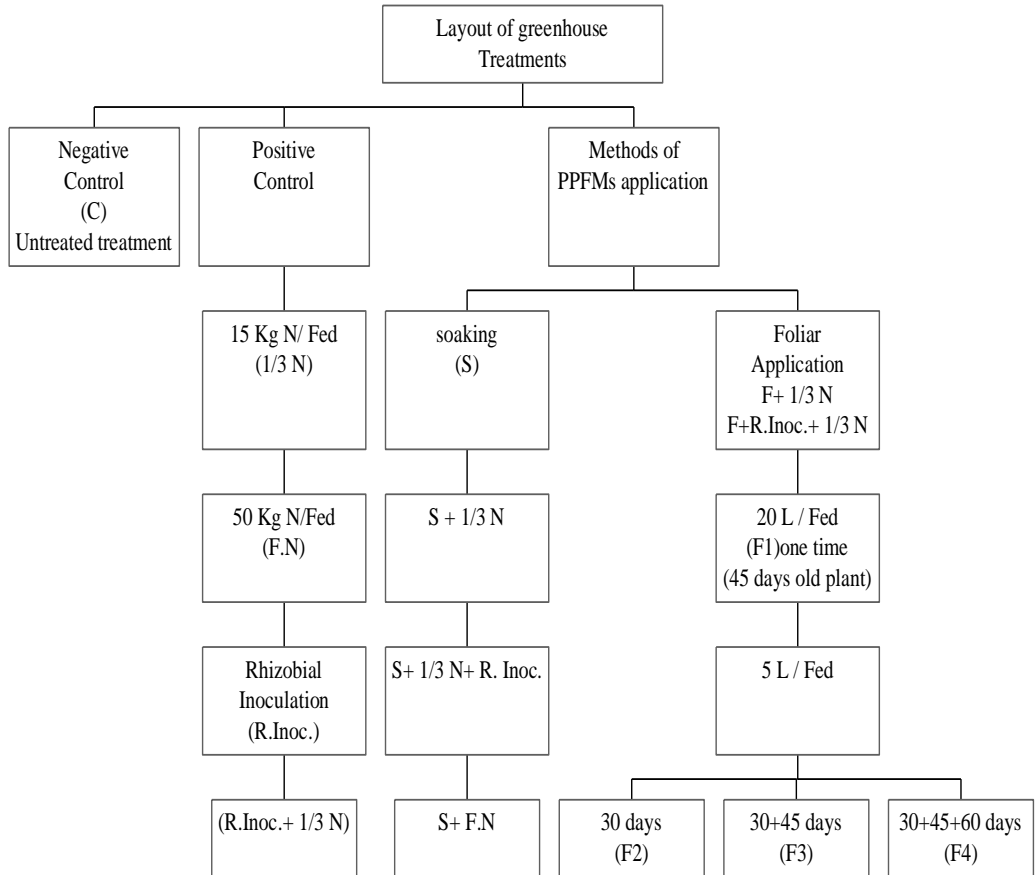 Layout of greenhouse
Treatments
Negative
Control
(C)
Untreated treatment
Positive
Control
Methods of
PPFMs application
15 Kg N/ Fed
(1/3 N)
soaking
(S)
Foliar
Application
F+ 1/3 N
F+R.Inoc.+ 1/3 N
50 Kg N/Fed
(F.N)
S + 1/3 N
20 L / Fed
(F1)one time
(45 days old plant)
Rhizobial
Inoculation
(R.Inoc.)
S+ 1/3 N+ R. Inoc.
5 L / Fed
(R.Inoc.+ 1/3 N)
S+ F.N
30 days
(F2)
30+45 days
(F3)
30+45+60 days
(F4)